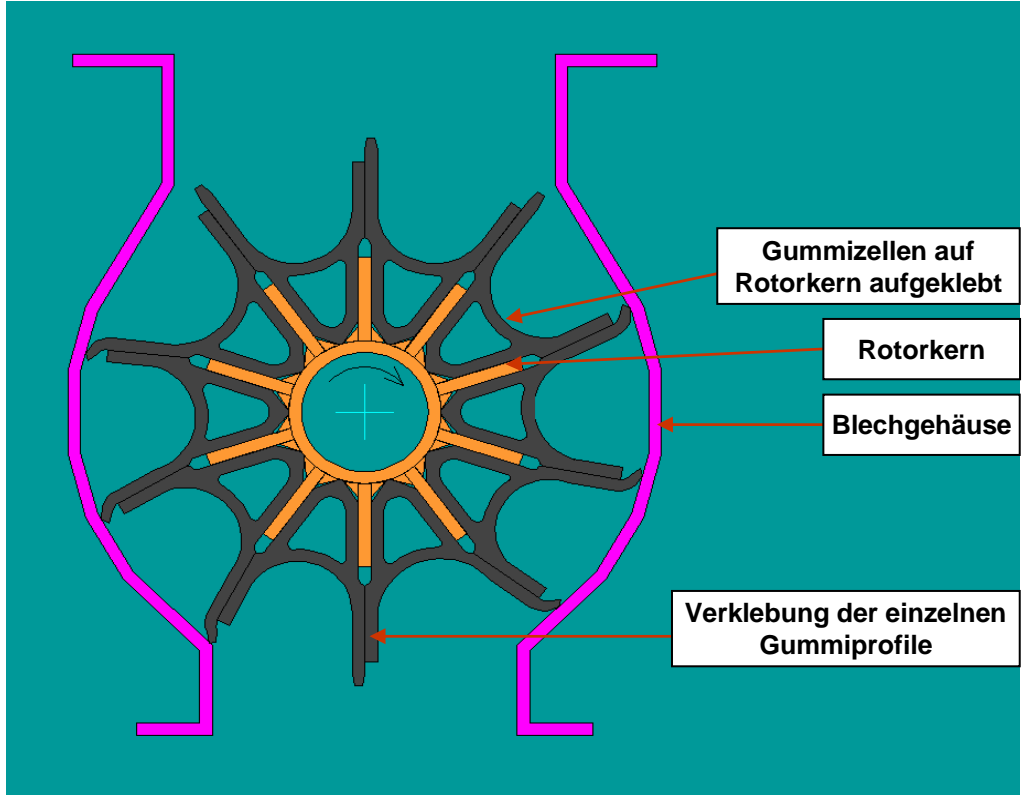 Gummizellen auf
Rotorkern aufgeklebt
Rotorkern
Blechgehäuse
Verklebung der einzelnen
Gummiprofile